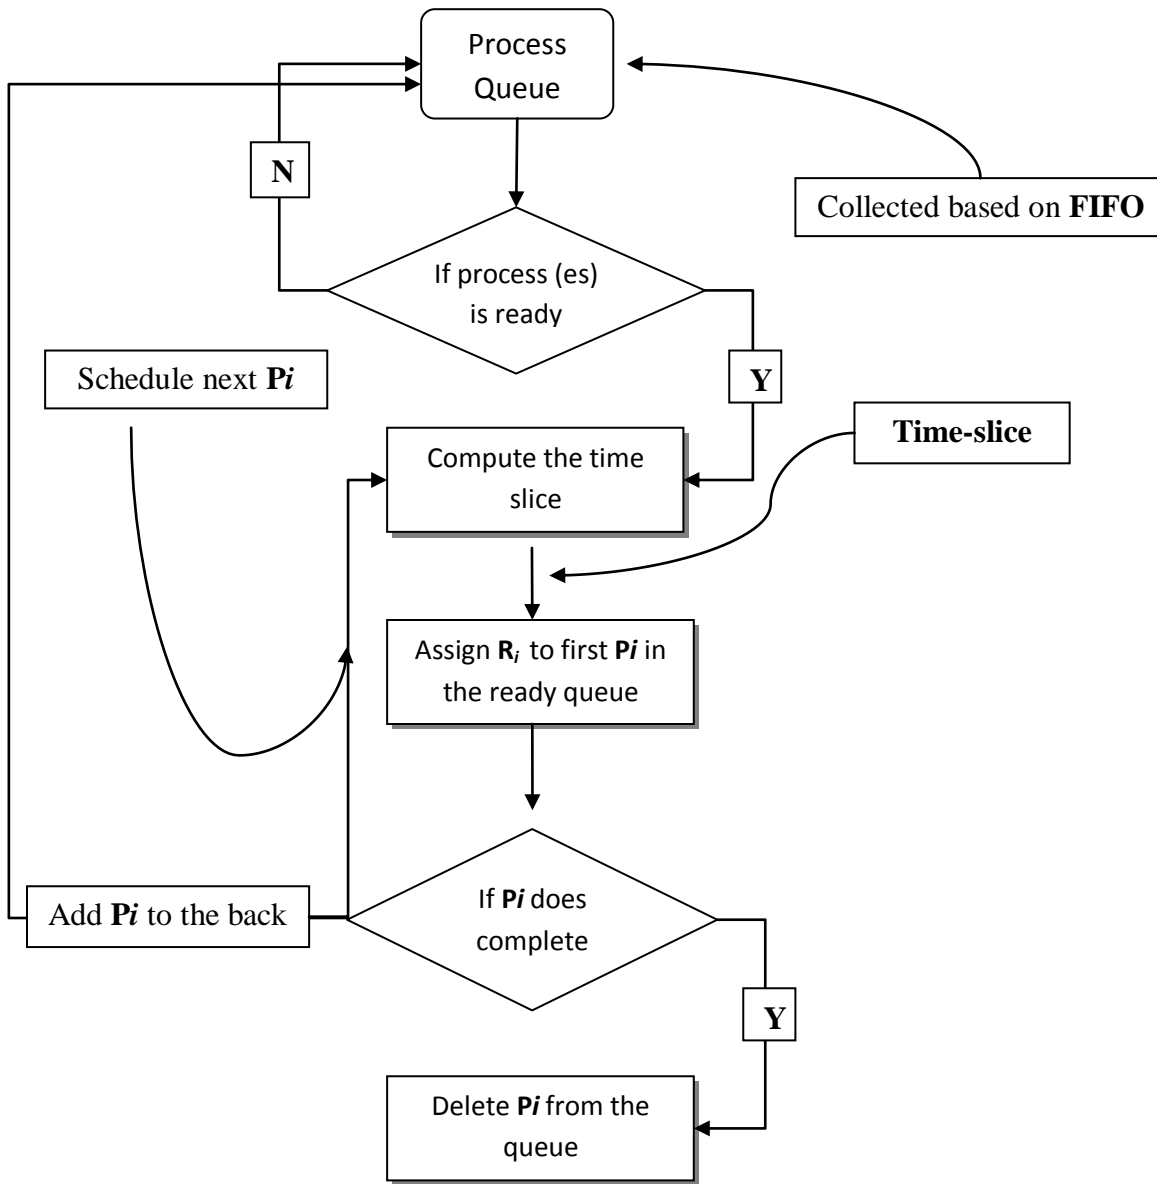 Process
Queue
N
Collected based on FIFO
If process (es)
is ready
Schedule next Pi
Y
Time-slice
Compute the time
slice
Assign Ri to first Pi in
the ready queue
If Pi does
complete
Add Pi to the back
Y
Delete Pi from the
queue